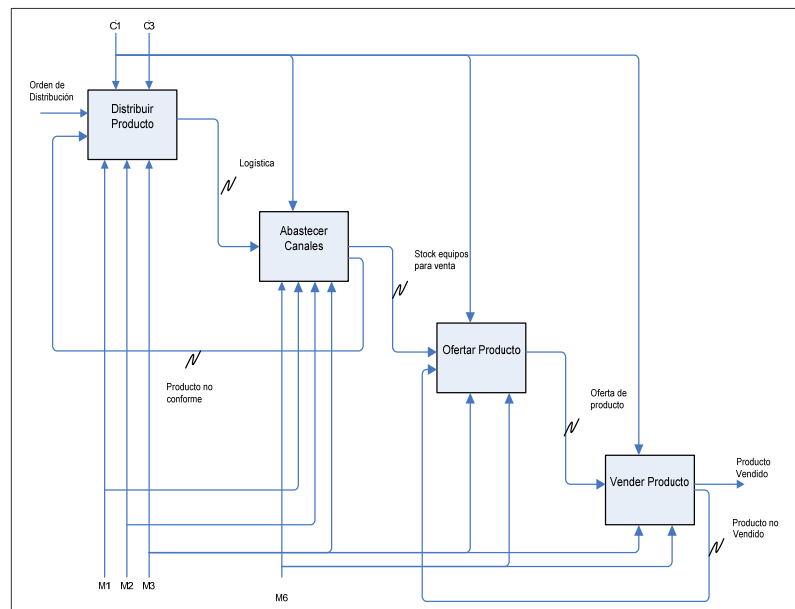 C1
C3
Orden de
Distribución
Distribuir
Producto
Logística
Abastecer
Canales
Stock equipos
para venta
Ofertar Producto
Producto no
conforme
Oferta de
producto
Vender Producto
Producto
Vendido
Producto no
Vendido
M1
M2
M3
M6